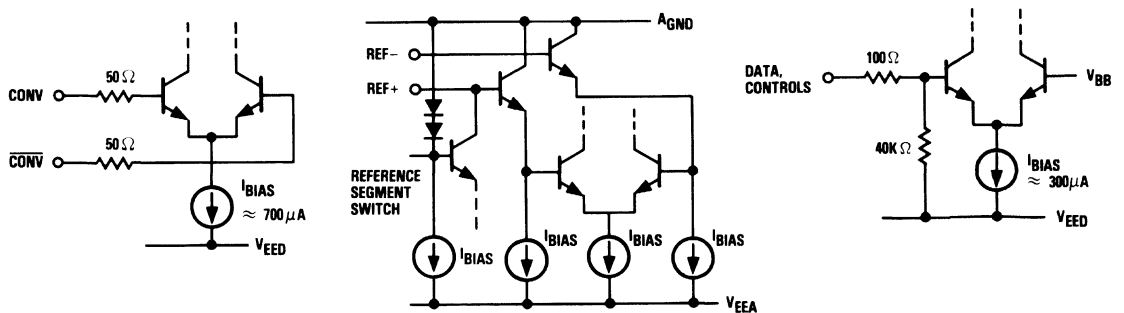 CONV
50Ω
C̅O̅N̅V̅
50Ω
IBIAS
≈ 700μA
VEED
AGND
REF−
REF+
REFERENCE
SEGMENT
SWITCH
IBIAS
IBIAS
IBIAS
IBIAS
VEEA
DATA,
CONTROLS
100Ω
40KΩ
VBB
IBIAS
≈ 300μA
VEED